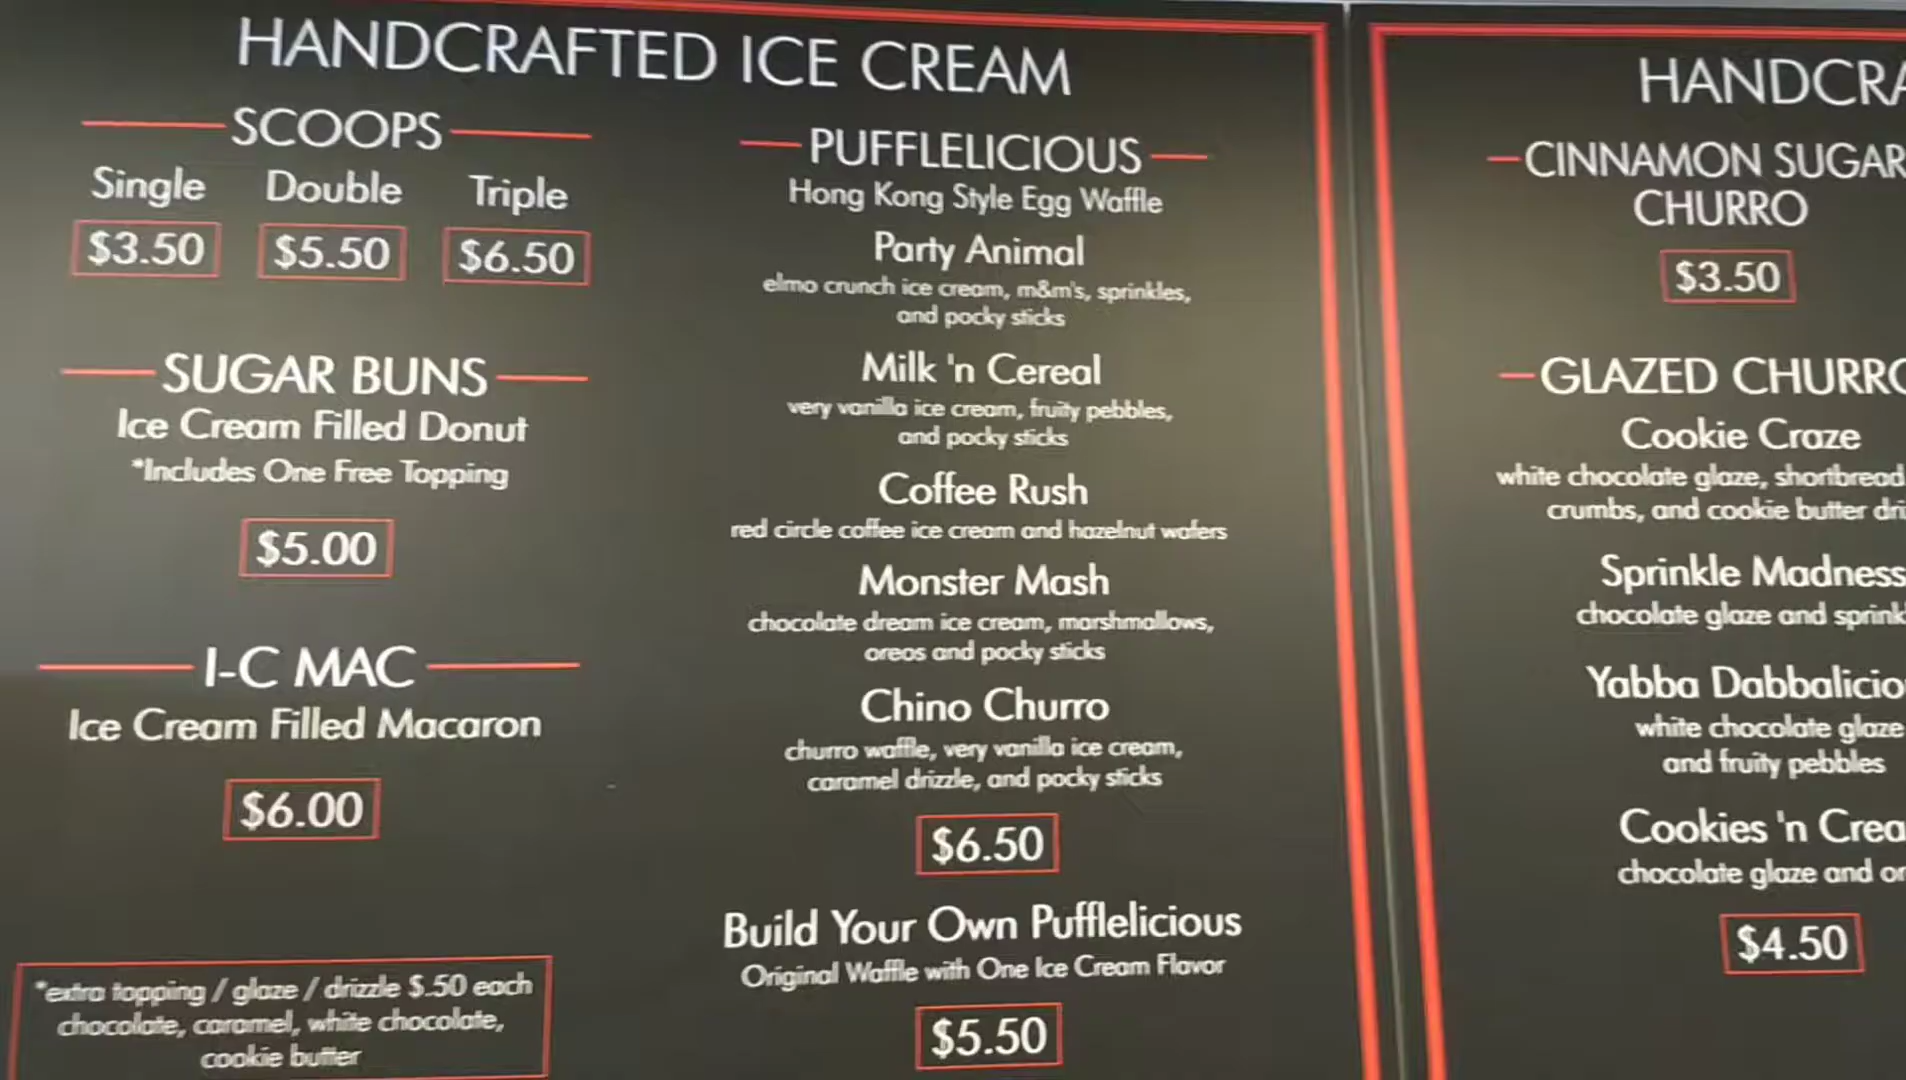 HANDCRAFTED ICE CREAM
SCOOPS
Single Double Triple
$3.50 $5.50 $6.50
SUGAR BUNS
Ice Cream Filled Donut
*Includes One Free Topping
$5.00
I-C MAC
Ice Cream Filled Macaron
$6.00
*extra topping / glaze / drizzle $.50 each
chocolate, caramel, white chocolate,
cookie butter
PUFFLELICIOUS
Hong Kong Style Egg Waffle
Party Animal
elmo crunch ice cream, m&m's, sprinkles,
and pocky sticks
Milk 'n Cereal
very vanilla ice cream, fruity pebbles,
and pocky sticks
Coffee Rush
red circle coffee ice cream and hazelnut wafers
Monster Mash
chocolate dream ice cream, marshmallows,
oreos and pocky sticks
Chino Churro
churro waffle, very vanilla ice cream,
caramel drizzle, and pocky sticks
$6.50
Build Your Own Pufflelicious
Original Waffle with One Ice Cream Flavor
$5.50
HANDCRA
CINNAMON SUGAR
CHURRO
$3.50
GLAZED CHURRO
Cookie Craze
white chocolate glaze, shortbread
crumbs, and cookie butter dri
Sprinkle Madness
chocolate glaze and sprink
Yabba Dabbalicio
white chocolate glaze
and fruity pebbles
Cookies 'n Crea
chocolate glaze and or
$4.50